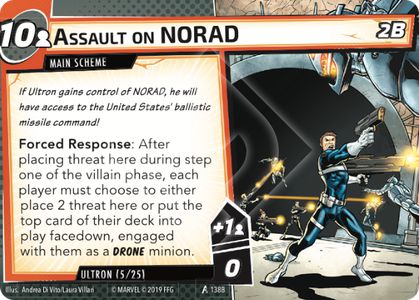 10 ASSAULT ON NORAD
2B
MAIN SCHEME
If Ultron gains control of NORAD, he will
have access to the United States' ballistic
missile command!
Forced Response: After
placing threat here during step
one of the villain phase, each
player must choose to either
place 2 threat here or put the
top card of their deck into
play facedown, engaged
with them as a DRONE minion.
+1
0
ULTRON (5/25)
Illus. Andrea Di Vito/Laura Villari
© MARVEL © 2019 FFG
1388